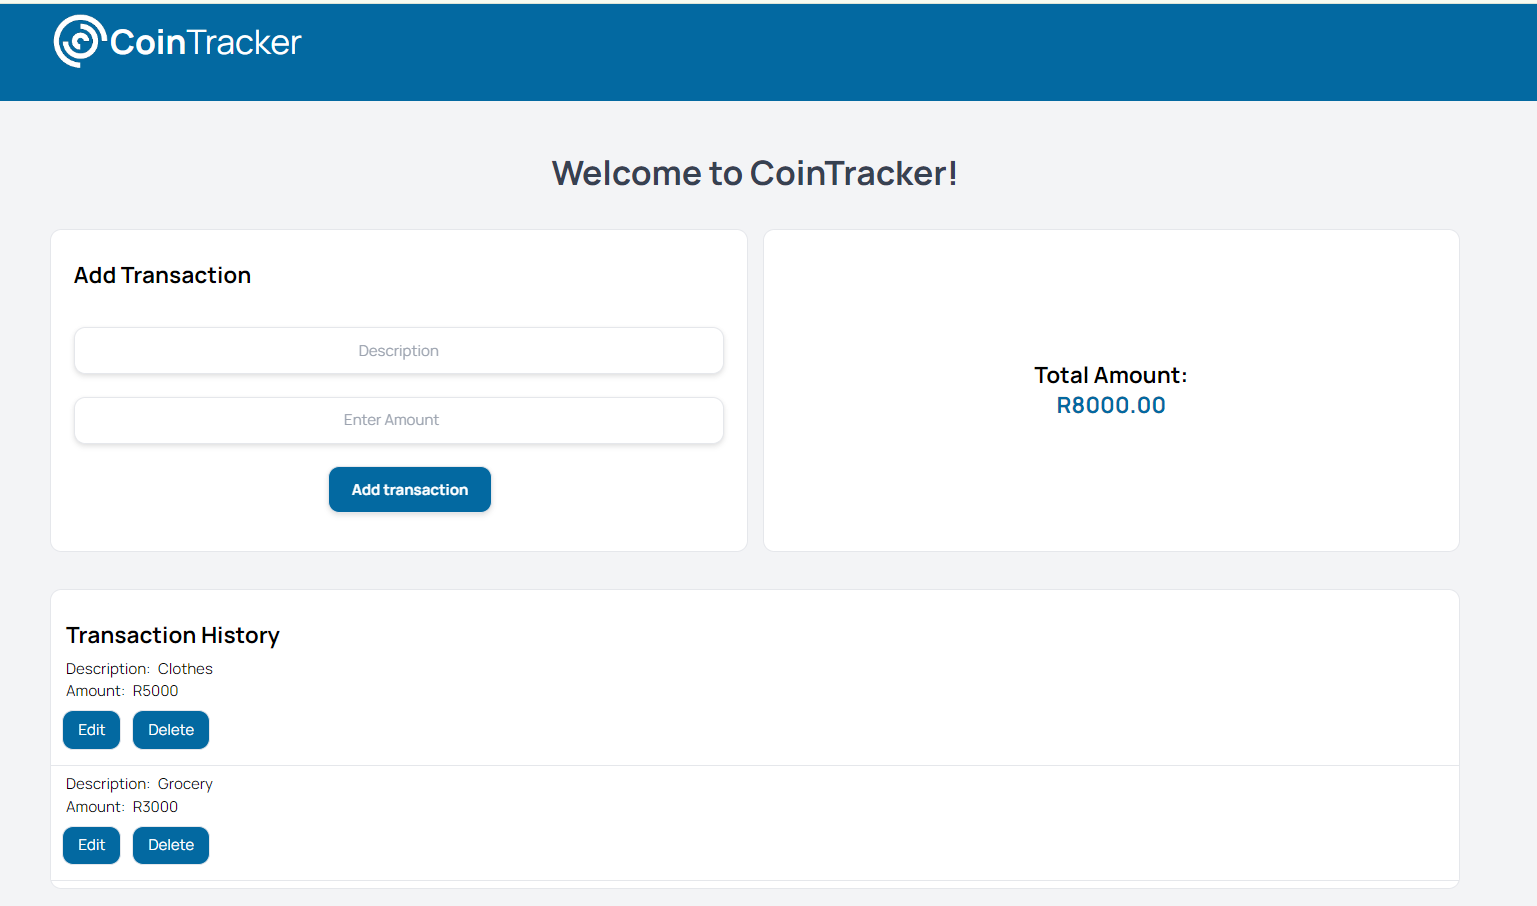 CoinTracker
Welcome to CoinTracker!
Add Transaction
Description
Enter Amount
Add transaction
Total Amount:
R8000.00
Transaction History
Description: Clothes
Amount: R5000
Edit Delete
Description: Grocery
Amount: R3000
Edit Delete